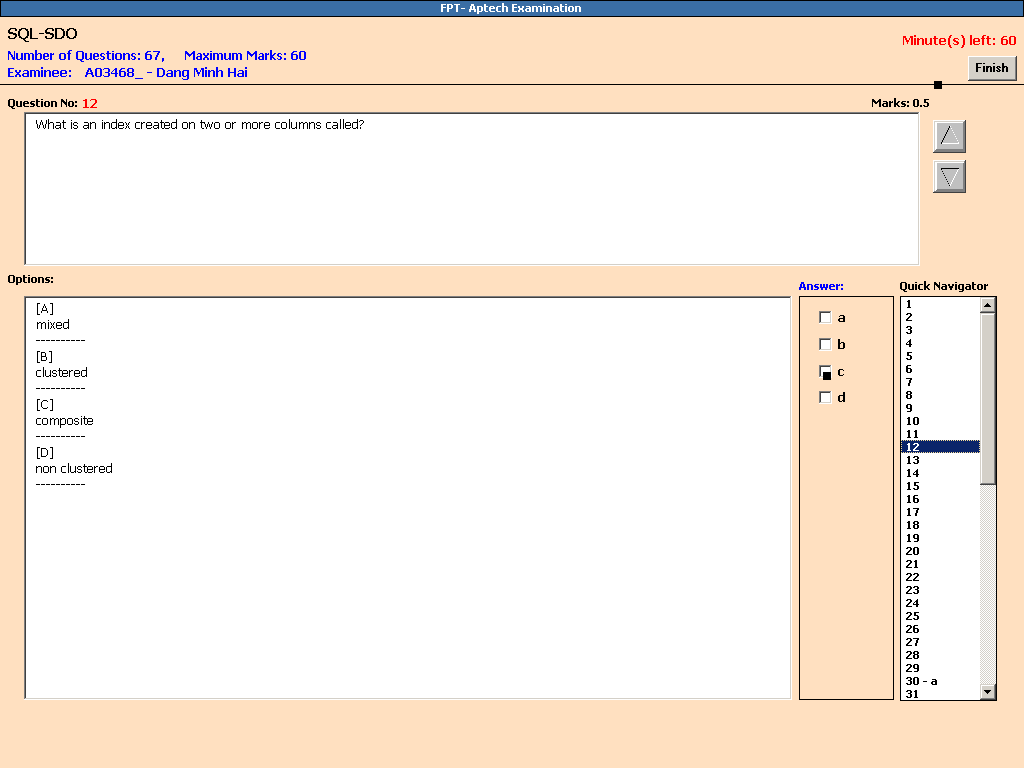 FPT- Aptech Examination
SQL-SDO
Number of Questions: 67, Maximum Marks: 60
Minute(s) left: 60
Examinee: A03468_ - Dang Minh Hai
Finish
Question No: 12
Marks: 0.5
What is an index created on two or more columns called?
Options:
[A]
mixed
----------
[B]
clustered
----------
[C]
composite
----------
[D]
non clustered
----------
Answer:
a
b
c
d
Quick Navigator
1
2
3
4
5
6
7
8
9
10
11
12
13
14
15
16
17
18
19
20
21
22
23
24
25
26
27
28
29
30 - a
31